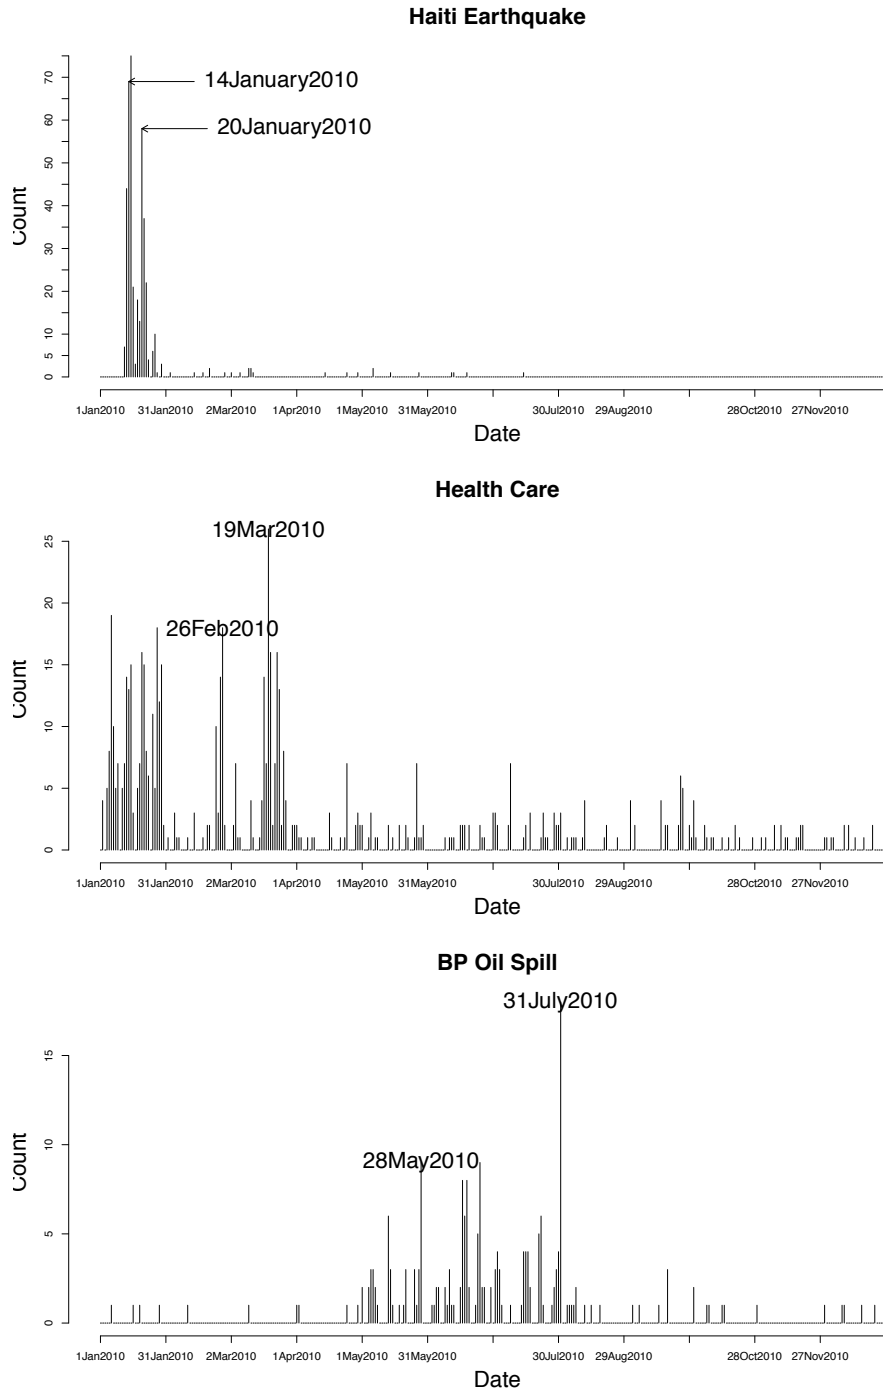 Haiti Earthquake
70
60
50
40
30
20
10
5
0
Count
14January2010
20January2010
1Jan2010 31Jan2010 2Mar2010 1Apr2010 1May2010 31May2010 30Jul2010 29Aug2010 28Oct2010 27Nov2010
Date
Health Care
25
20
15
10
5
0
Count
19Mar2010
26Feb2010
1Jan2010 31Jan2010 2Mar2010 1Apr2010 1May2010 31May2010 30Jul2010 29Aug2010 28Oct2010 27Nov2010
Date
BP Oil Spill
15
10
5
0
Count
31July2010
28May2010
1Jan2010 31Jan2010 2Mar2010 1Apr2010 1May2010 31May2010 30Jul2010 29Aug2010 28Oct2010 27Nov2010
Date